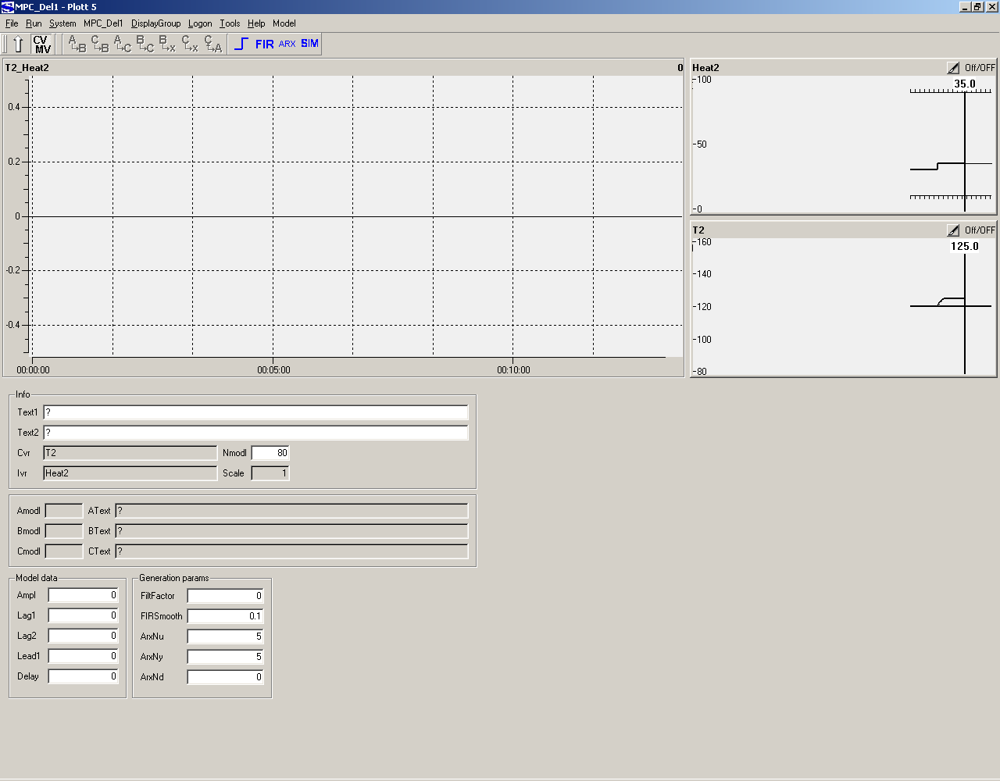 MPC_Del1 - Plott 5
File Run System MPC_Del1 DisplayGroup Logon Tools Help Model
CV MV A B C B A C B C B x C x C A FIR ARX SIM
T2_Heat2 0
0.4
0.2
0
-0.2
-0.4
00:00:00 00:05:00 00:10:00
Heat2 Off/OFF
100
35.0
50
0
T2 Off/OFF
160
125.0
140
120
100
80
Info
Text1 ?
Text2 ?
Cvr T2 Nmodl 80
Ivr Heat2 Scale 1
Amodl AText ?
Bmodl BText ?
Cmodl CText ?
Model data
Ampl 0
Lag1 0
Lag2 0
Lead1 0
Delay 0
Generation params
FiltFactor 0
FIRSmooth 0.1
ArxNu 5
ArxNy 5
ArxNd 0